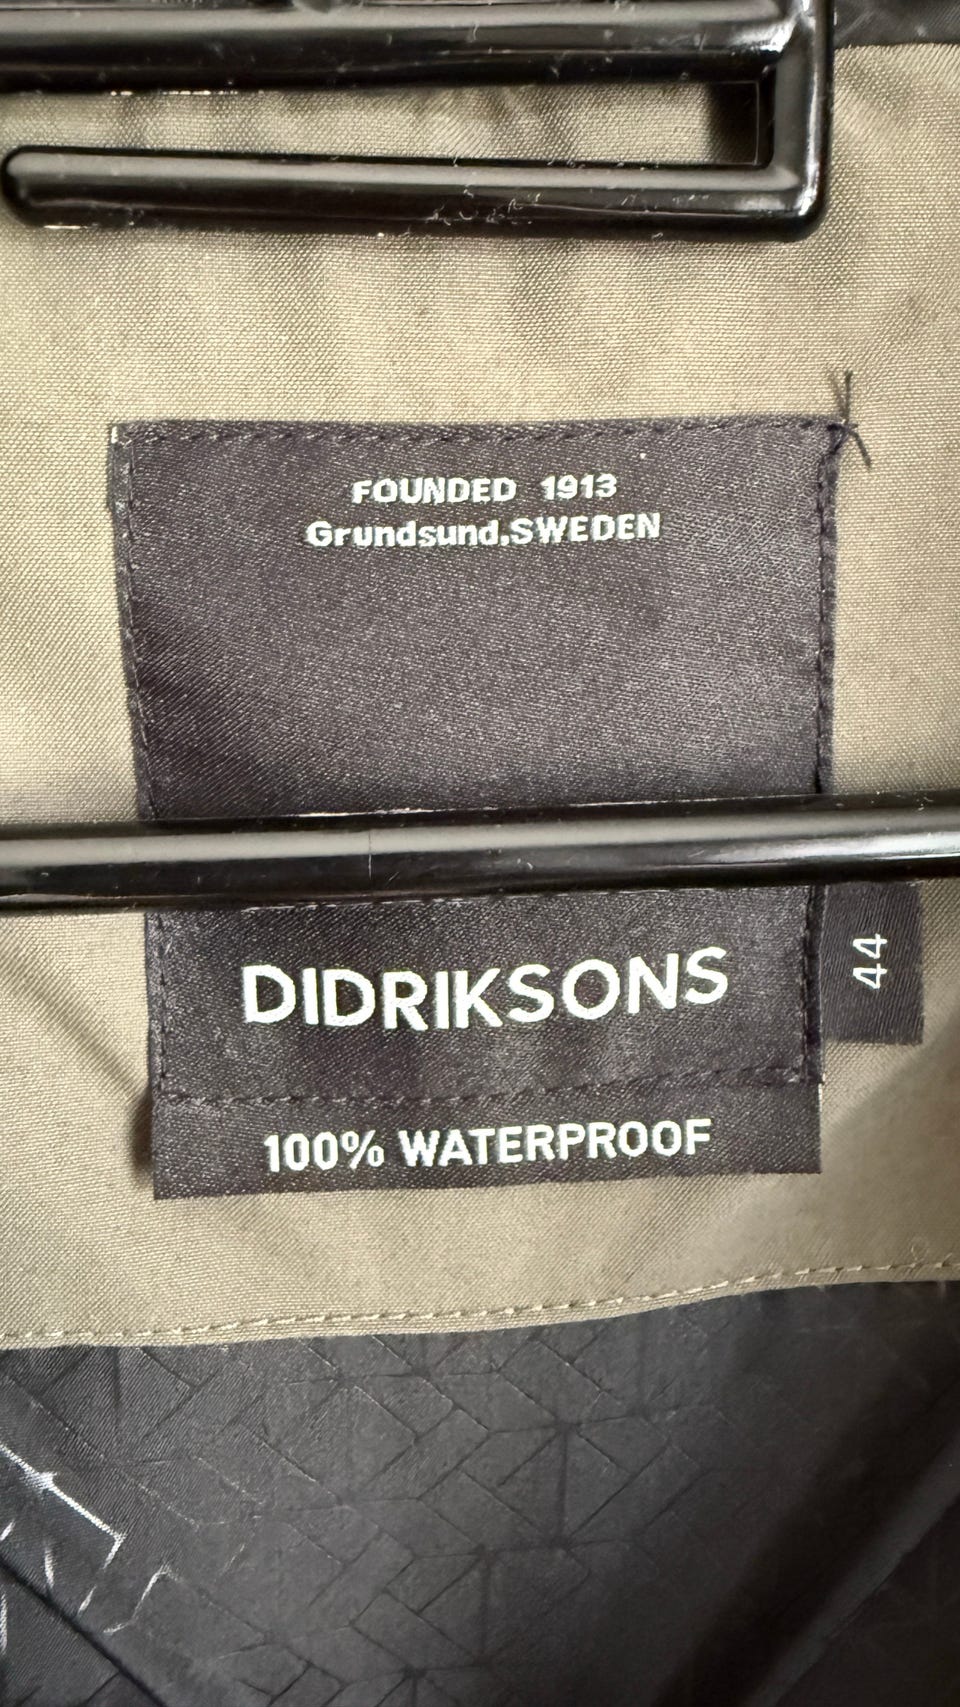 FOUNDED 1913
Grundsund,SWEDEN
DIDRIKSONS
44
100% WATERPROOF